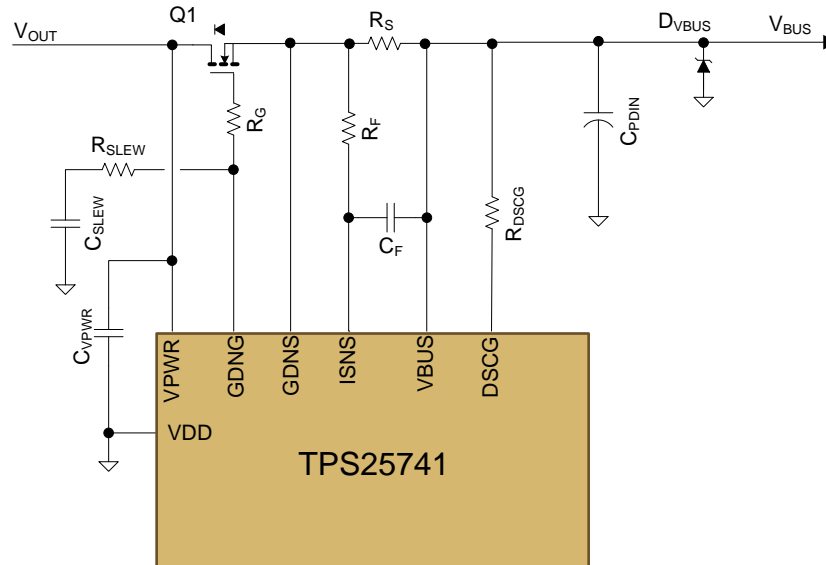 Q1
VOUT
RS
DVBUS
VBUS
RG
RF
CPDIN
RSLEW
CSLEW
CF
RDSCG
CVPWR
VPWR
GDNG
GDNS
ISNS
VBUS
DSCG
VDD
TPS25741